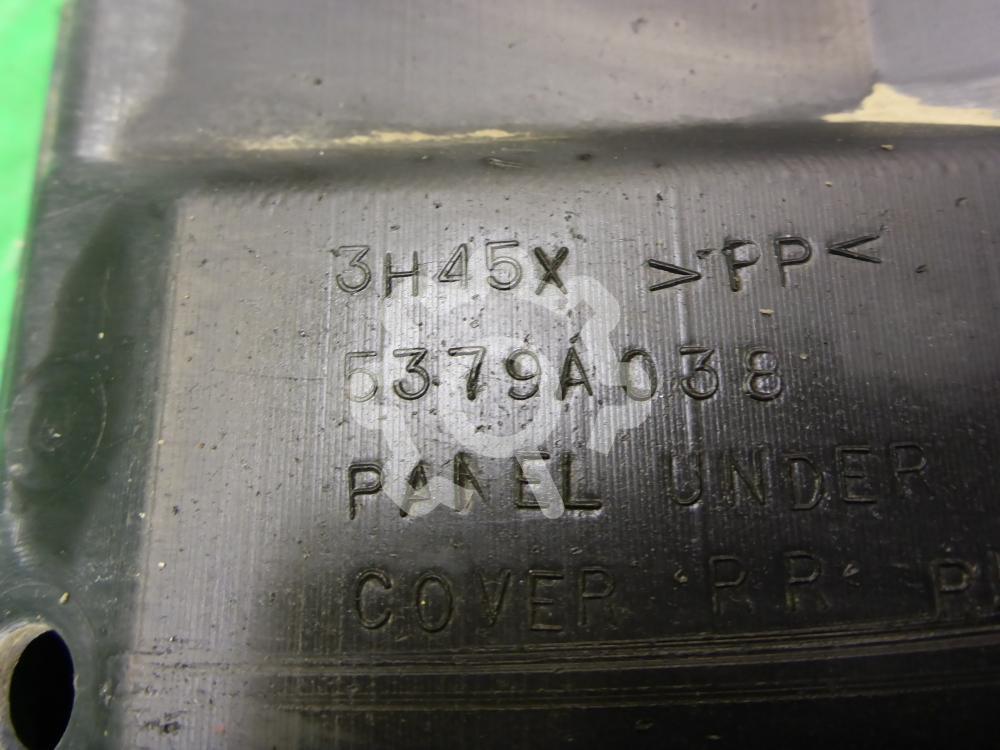 3H45X >PP<
5379A038
PANEL UNDER
COVER RR